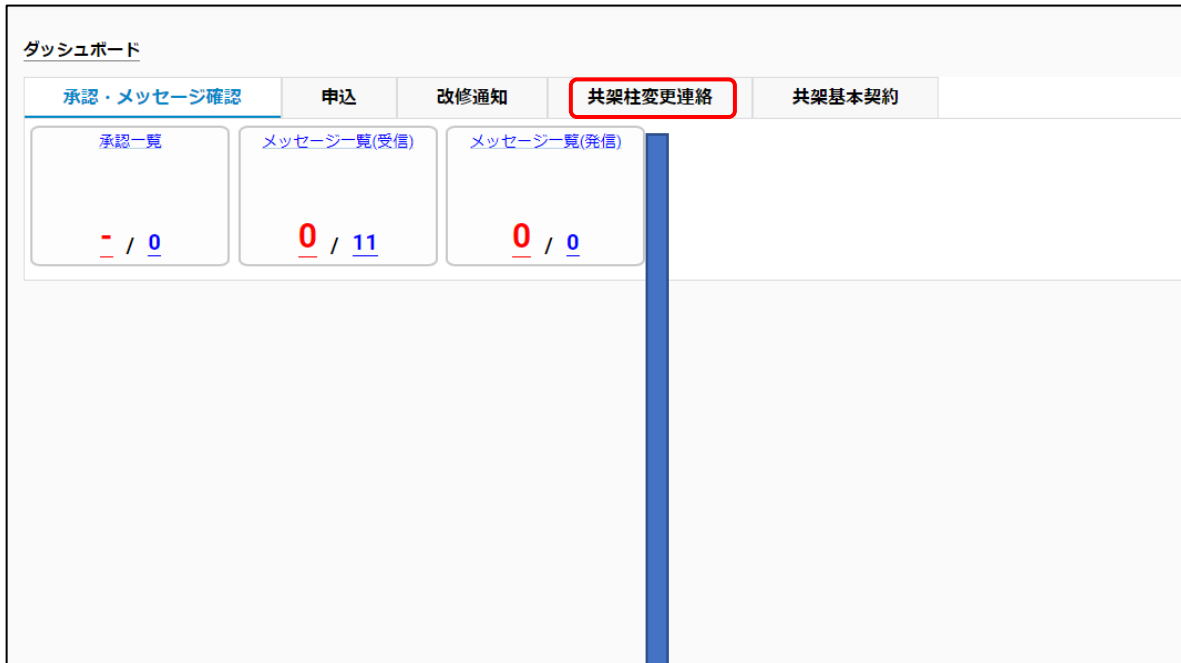 ダッシュボード
承認・メッセージ確認 申込 改修通知 共架柱変更連絡 共架基本契約
承認一覧 メッセージ一覧(受信) メッセージ一覧(発信)
- / 0 0 / 11 0 / 0